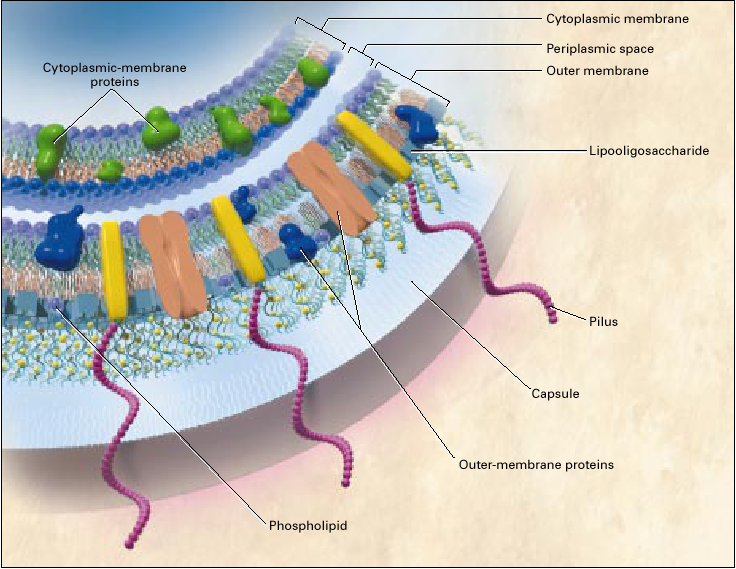 Cytoplasmic membrane
Periplasmic space
Outer membrane
Cytoplasmic-membrane
proteins
Lipooligosaccharide
Pilus
Capsule
Outer-membrane proteins
Phospholipid